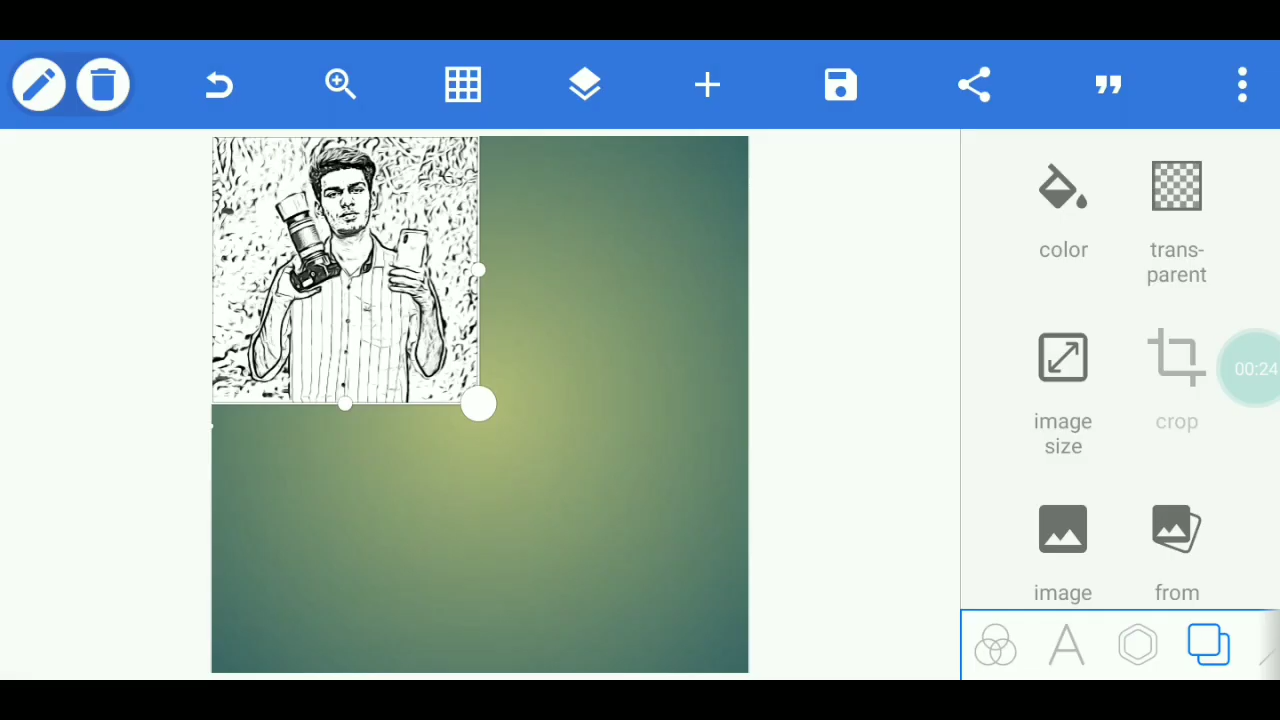 color
trans-
parent
00:24
image
size
crop
image
from